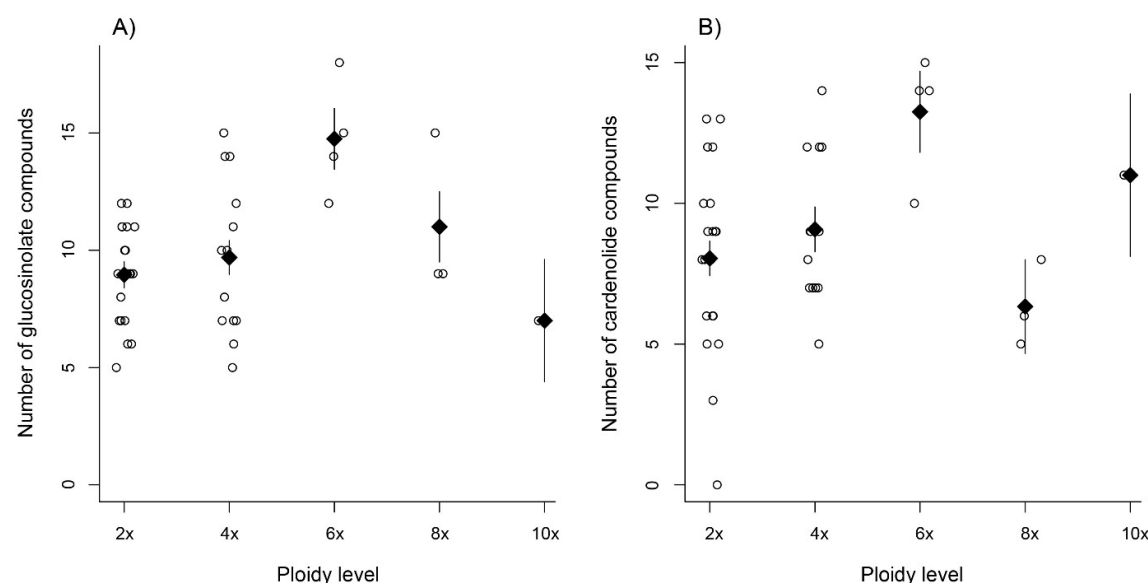 A)
Number of glucosinolate compounds
15
10
5
0
2x 4x 6x 8x 10x
Ploidy level
B)
Number of cardenolide compounds
15
10
5
0
2x 4x 6x 8x 10x
Ploidy level